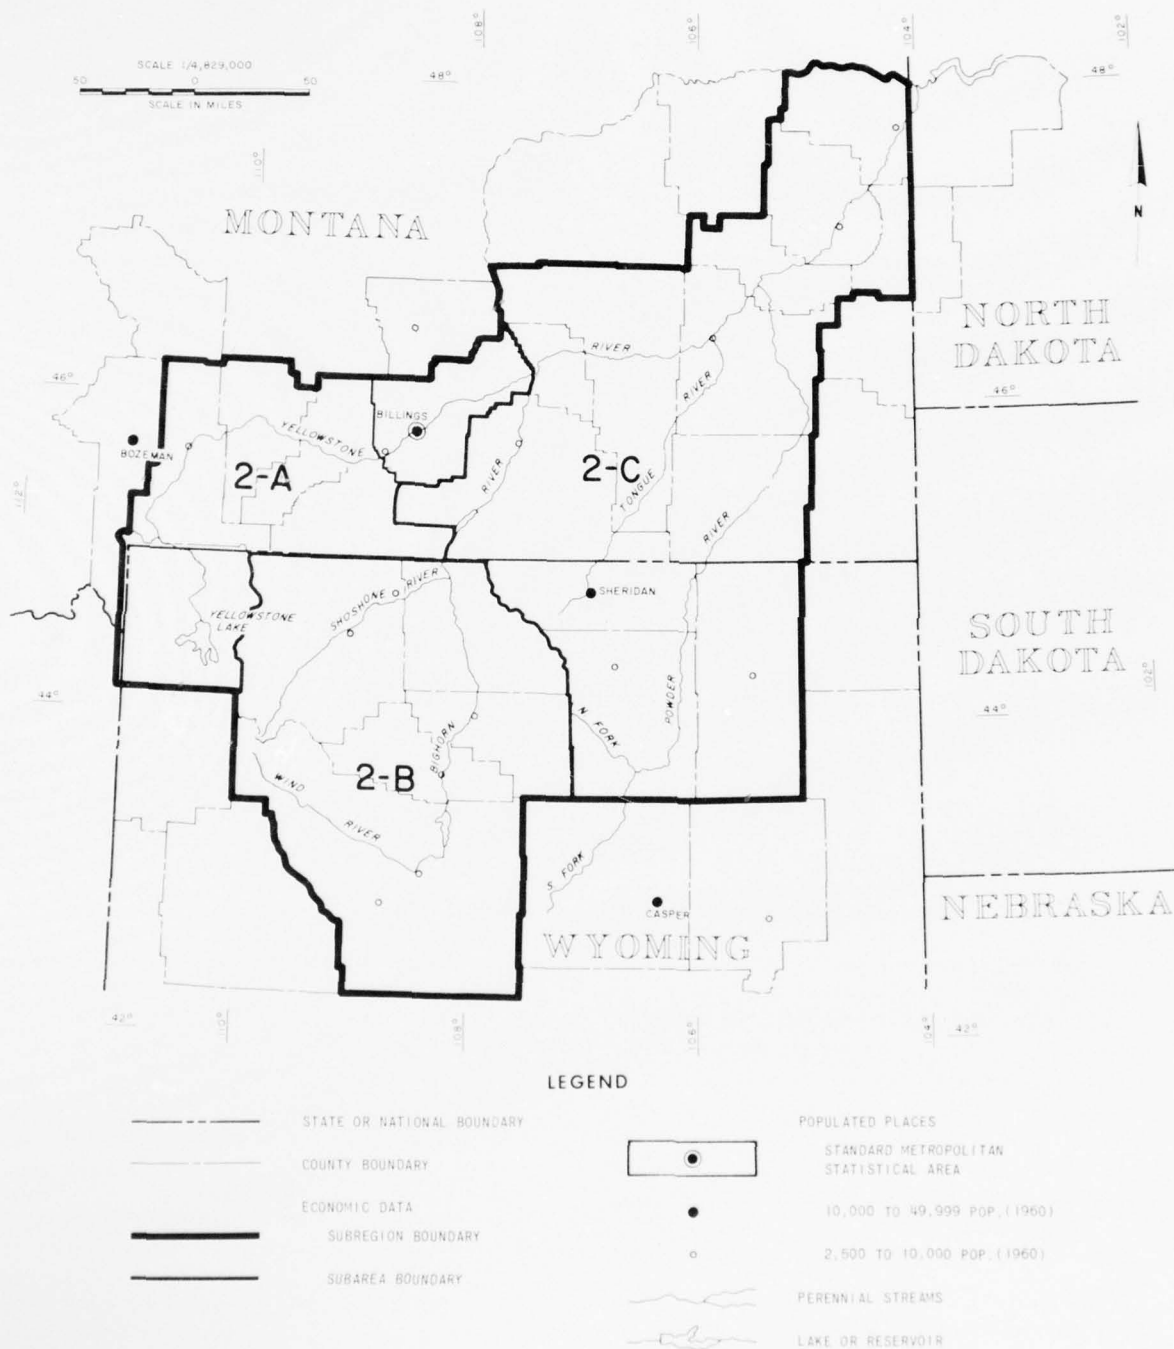 108°
106°
104°
102°
SCALE 1/4,829,000
50 0 50
SCALE IN MILES
48°
48°
110°
N
MONTANA
NORTH
DAKOTA
RIVER
46°
46°
RIVER
BILLINGS
YELLOWSTONE
BOZEMAN
2-A
2-C
RIVER
TONGUE
112°
RIVER
SHOSHONE RIVER
SHERIDAN
YELLOWSTONE
LAKE
SOUTH
DAKOTA
102°
44°
44°
POWDER
N FORK
BIGHORN
2-B
WIND
RIVER
S FORK
CASPER
NEBRASKA
WYOMING
42°
110°
108°
106°
104°
42°
LEGEND
STATE OR NATIONAL BOUNDARY
COUNTY BOUNDARY
ECONOMIC DATA
SUBREGION BOUNDARY
SUBAREA BOUNDARY
POPULATED PLACES
STANDARD METROPOLITAN
STATISTICAL AREA
10,000 TO 49,999 POP. (1960)
2,500 TO 10,000 POP. (1960)
PERENNIAL STREAMS
LAKE OR RESERVOIR